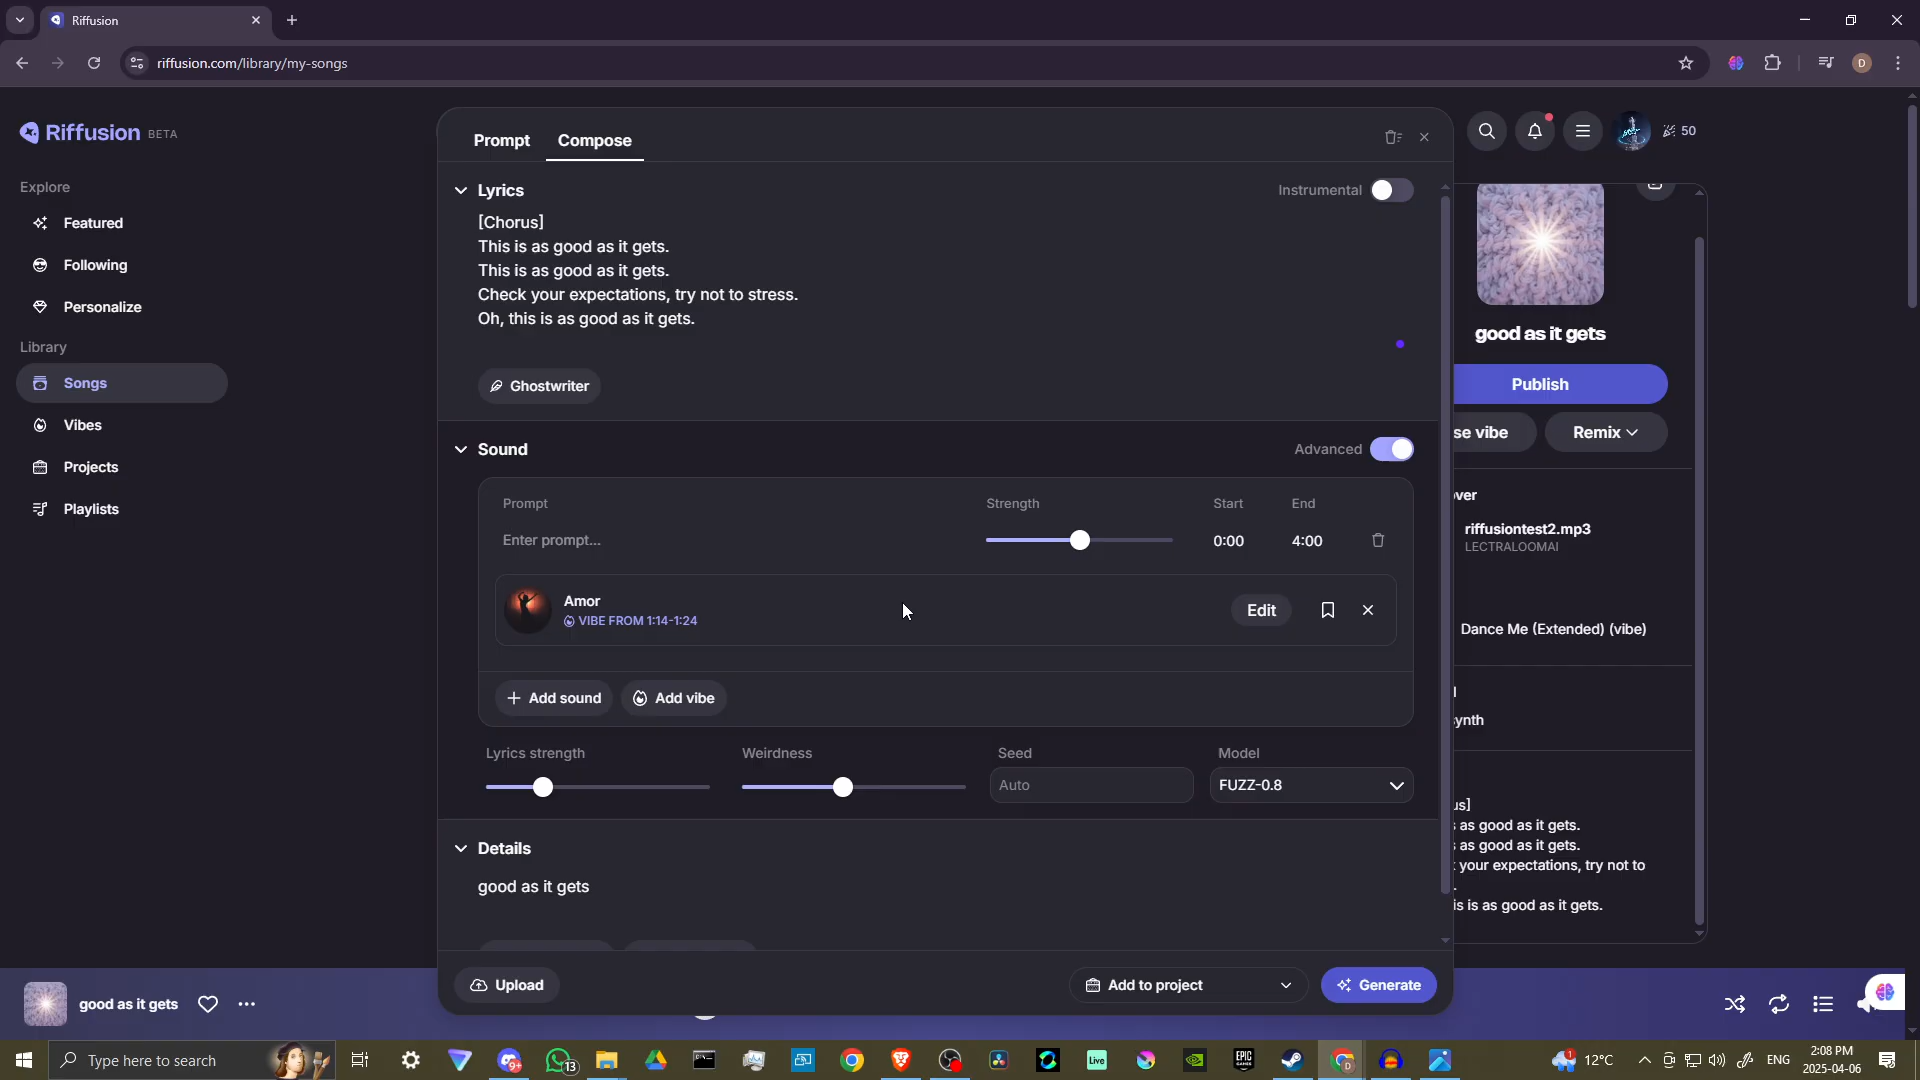 Riffusion
riffusion.com/library/my-songs
D
Riffusion BETA
Explore
Featured
Following
Personalize
Library
Songs
Vibes
Projects
Playlists
Prompt
Compose
Lyrics
Instrumental
[Chorus]
This is as good as it gets.
This is as good as it gets.
Check your expectations, try not to stress.
Oh, this is as good as it gets.
Ghostwriter
Sound
Advanced
Prompt Strength Start End
Enter prompt... 0:00 4:00
Amor
VIBE FROM 1:14-1:24
Edit
Add sound
Add vibe
Lyrics strength Weirdness Seed Model
Auto FUZZ-0.8
Details
good as it gets
Upload
Add to project
Generate
50
good as it gets
Publish
se vibe
Remix
ver
riffusiontest2.mp3
LECTRALOOMAI
Dance Me (Extended) (vibe)
ynth
us]
as good as it gets.
as good as it gets.
your expectations, try not to
is is as good as it gets.
good as it gets
Type here to search
9+
13
Live
EPIC GAMES
D
1
12°C
ENG
2:08 PM
2025-04-06